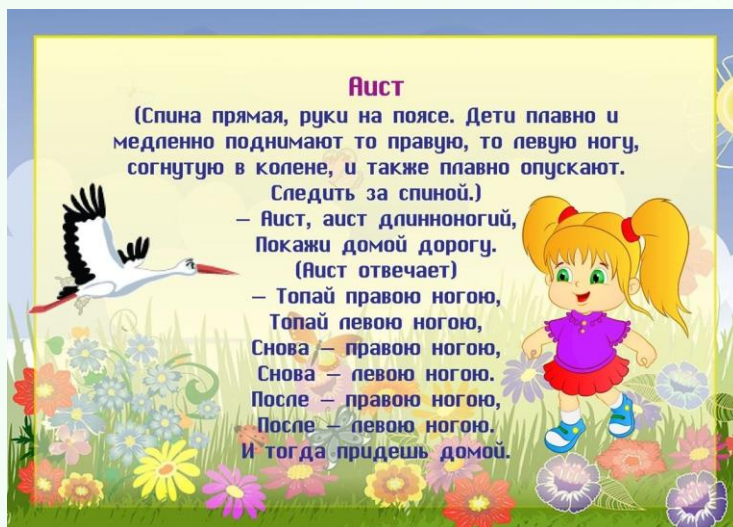 Аист
(Спина прямая, руки на поясе. Дети плавно и
медленно поднимают то правую, то левую ногу,
согнутую в колене, и также плавно опускают.
Следить за спиной.)
– Аист, аист длинноногий,
Покажи домой дорогу.
(Аист отвечает)
– Топай правою ногою,
Топай левою ногою,
Снова – правою ногою,
Снова – левою ногою.
После – правою ногою,
После – левою ногою.
И тогда придешь домой.